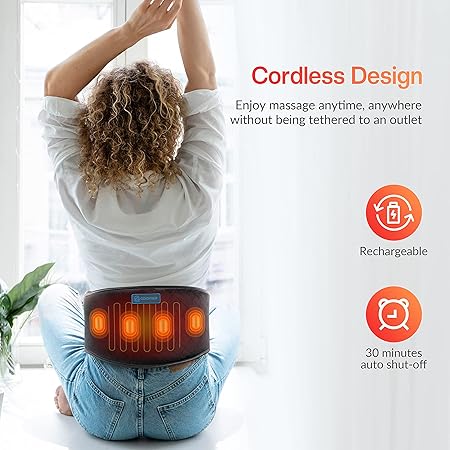 Cordless Design
Enjoy massage anytime, anywhere
without being tethered to an outlet
Rechargeable
30 minutes
auto shut-off